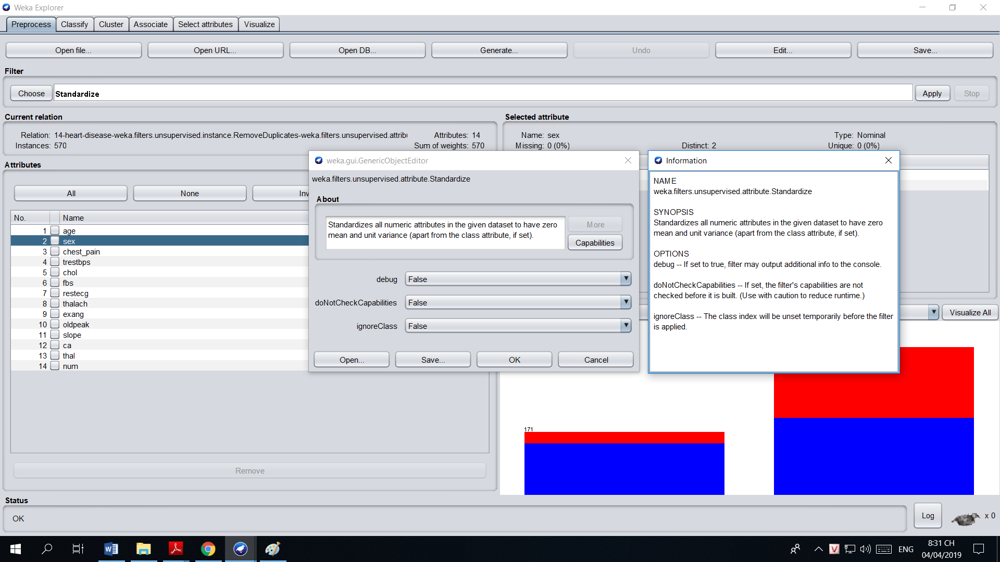 Weka Explorer
Preprocess Classify Cluster Associate Select attributes Visualize
Open file... Open URL... Open DB... Generate... Undo Edit... Save...
Filter
Choose Standardize Apply Stop
Current relation
Relation: 14-heart-disease-weka.filters.unsupervised.instance.RemoveDuplicates-weka.filters.unsupervised.attribu Attributes: 14
Instances: 570 Sum of weights: 570
Selected attribute
Name: sex Type: Nominal
Missing: 0 (0%) Distinct: 2 Unique: 0 (0%)
Attributes
All None Inv
No. Name
1 age
2 sex
3 chest_pain
4 trestbps
5 chol
6 fbs
7 restecg
8 thalach
9 exang
10 oldpeak
11 slope
12 ca
13 thal
14 num
Remove
weka.gui.GenericObjectEditor
weka.filters.unsupervised.attribute.Standardize
About
Standardizes all numeric attributes in the given dataset to have zero
mean and unit variance (apart from the class attribute, if set).
More
Capabilities
debug False
doNotCheckCapabilities False
ignoreClass False
Open... Save... OK Cancel
Information
NAME
weka.filters.unsupervised.attribute.Standardize
SYNOPSIS
Standardizes all numeric attributes in the given dataset to have zero
mean and unit variance (apart from the class attribute, if set).
OPTIONS
debug -- If set to true, filter may output additional info to the console.
doNotCheckCapabilities -- If set, the filter's capabilities are not
checked before it is built. (Use with caution to reduce runtime.)
ignoreClass -- The class index will be unset temporarily before the filter
is applied.
Visualize All
171
Status
OK
Log
x 0
ENG
8:31 CH
04/04/2019